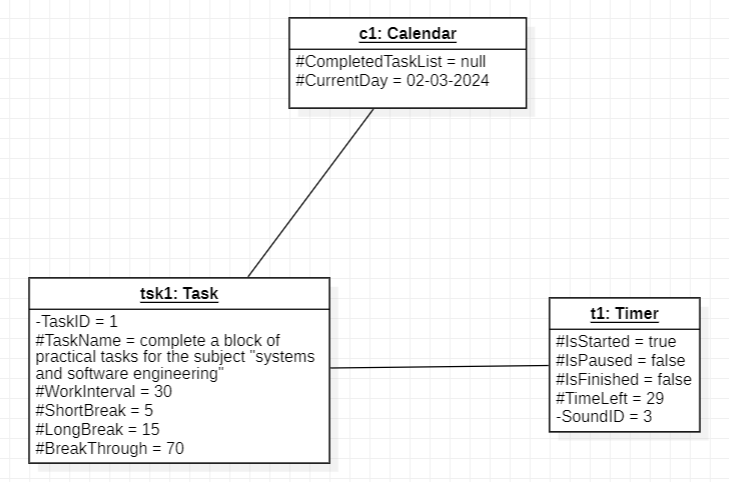 c1: Calendar
#CompletedTaskList = null
#CurrentDay = 02-03-2024
tsk1: Task
-TaskID = 1
#TaskName = complete a block of
practical tasks for the subject "systems
and software engineering"
#WorkInterval = 30
#ShortBreak = 5
#LongBreak = 15
#BreakThrough = 70
t1: Timer
#IsStarted = true
#IsPaused = false
#IsFinished = false
#TimeLeft = 29
-SoundID = 3